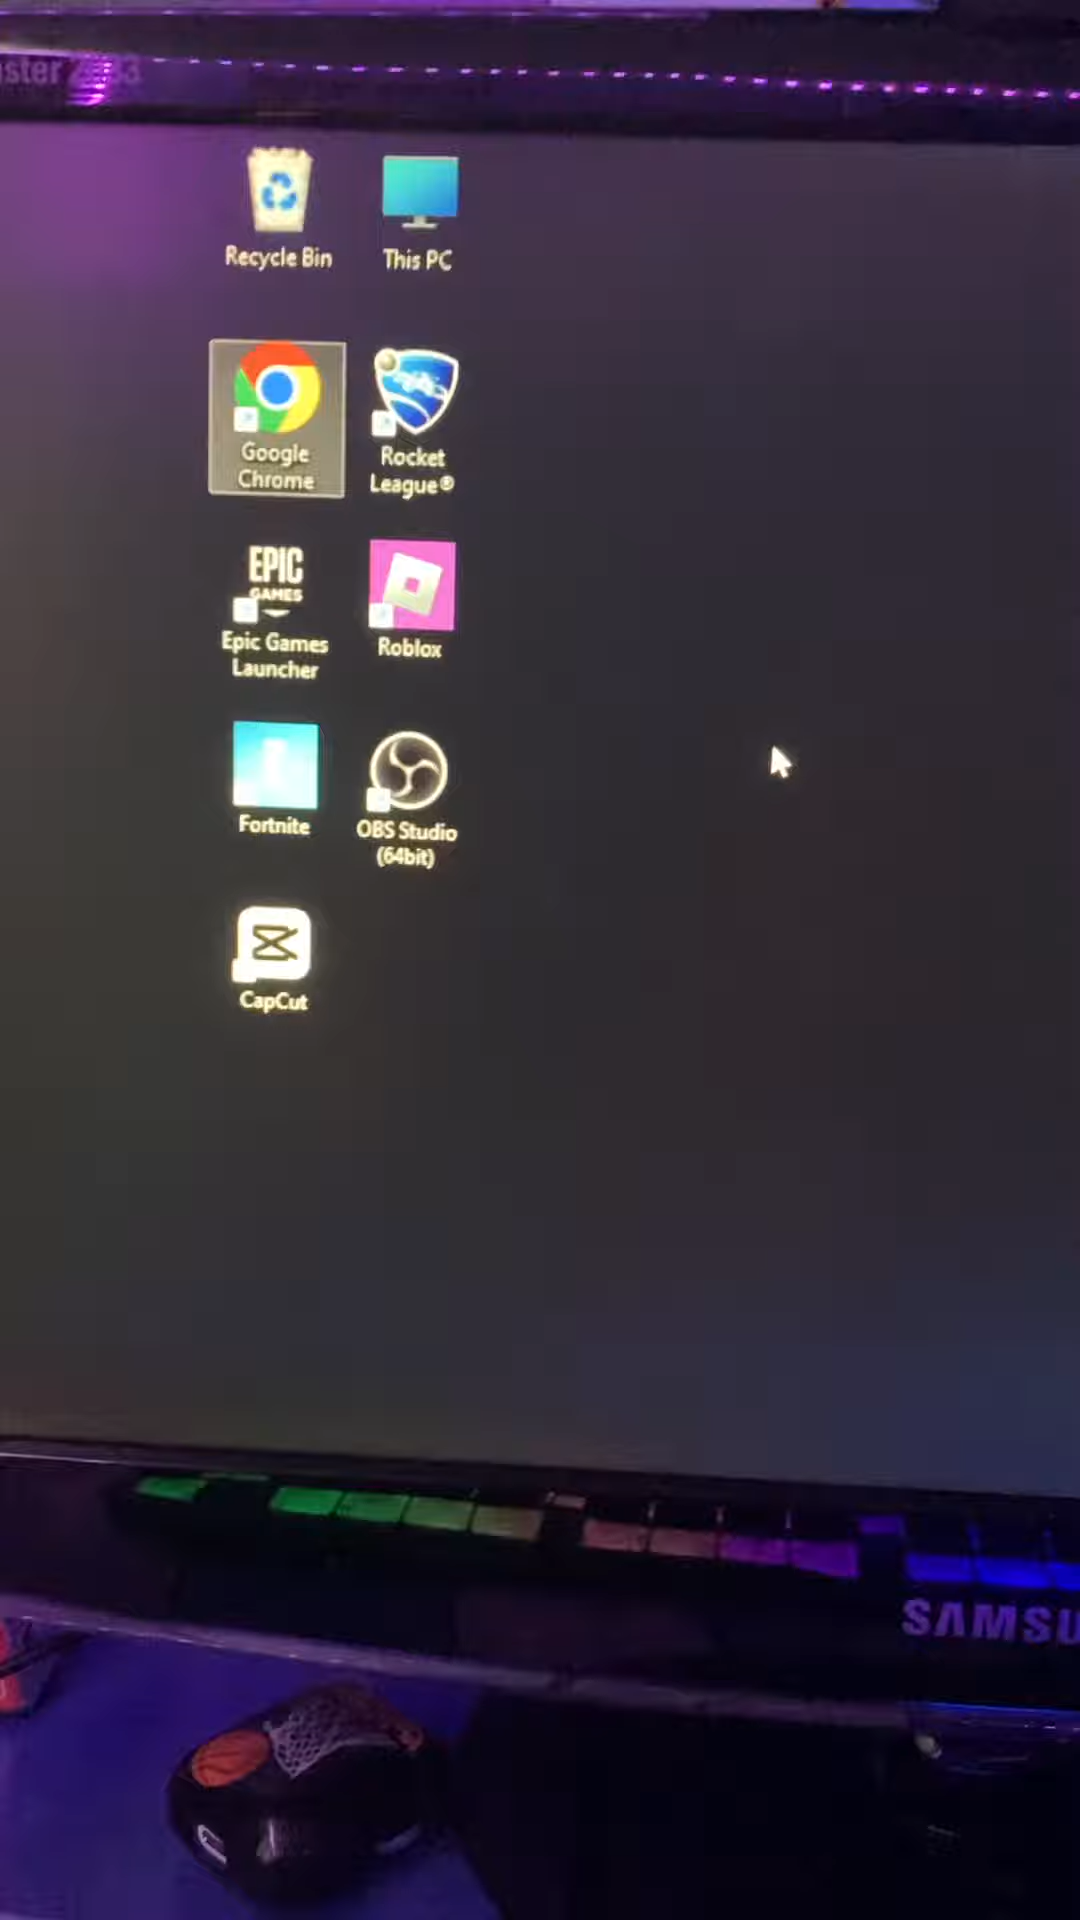 Recycle Bin
This PC
Google
Chrome
Rocket
League®
EPIC
GAMES
Epic Games
Launcher
Roblox
Fortnite
OBS Studio
(64bit)
CapCut
SAMSU